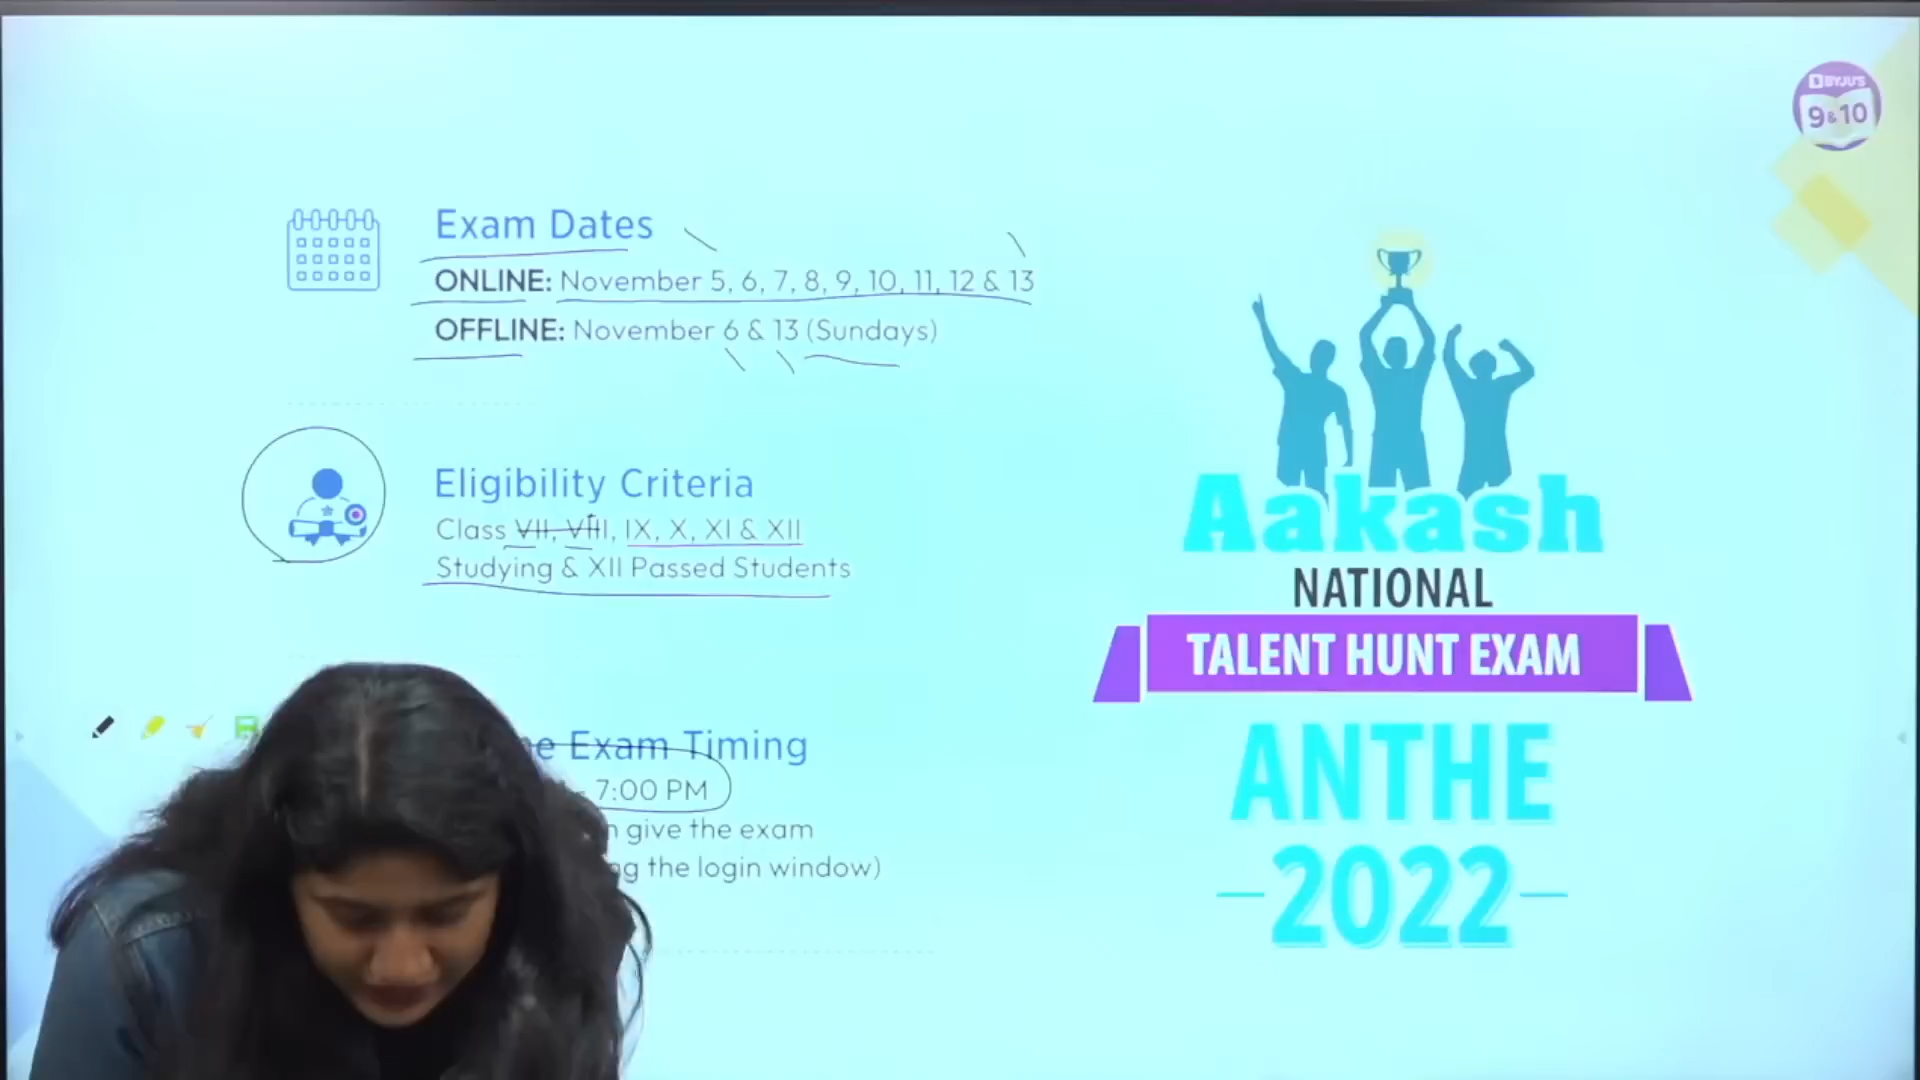 BYJU'S
9&10
Exam Dates
ONLINE: November 5, 6, 7, 8, 9, 10, 11, 12 & 13
OFFLINE: November 6 & 13 (Sundays)
Eligibility Criteria
Class VII, VIII, IX, X, XI & XII
Studying & XII Passed Students
Exam Timing
- 7:00 PM
give the exam
the login window)
Aakash
NATIONAL
TALENT HUNT EXAM
ANTHE
-2022-